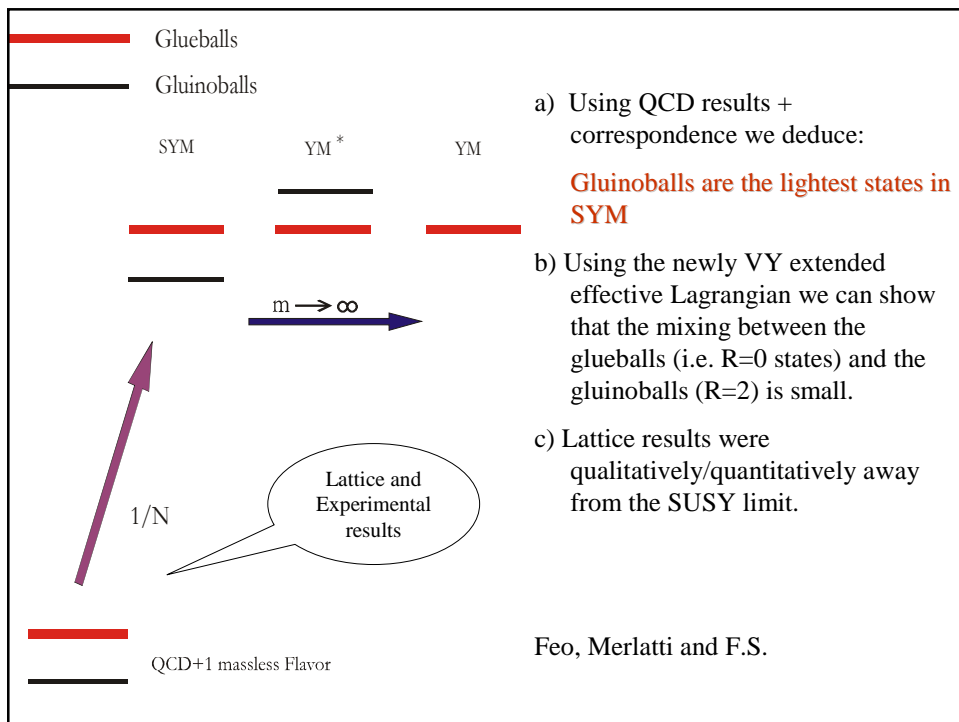 Glueballs
Gluinoballs
SYM
YM *
YM
m → ∞
1/N
Lattice and
Experimental
results
QCD+1 massless Flavor
a) Using QCD results +
correspondence we deduce:
Gluinoballs are the lightest states in
SYM
b) Using the newly VY extended
effective Lagrangian we can show
that the mixing between the
glueballs (i.e. R=0 states) and the
gluinoballs (R=2) is small.
c) Lattice results were
qualitatively/quantitatively away
from the SUSY limit.
Feo, Merlatti and F.S.